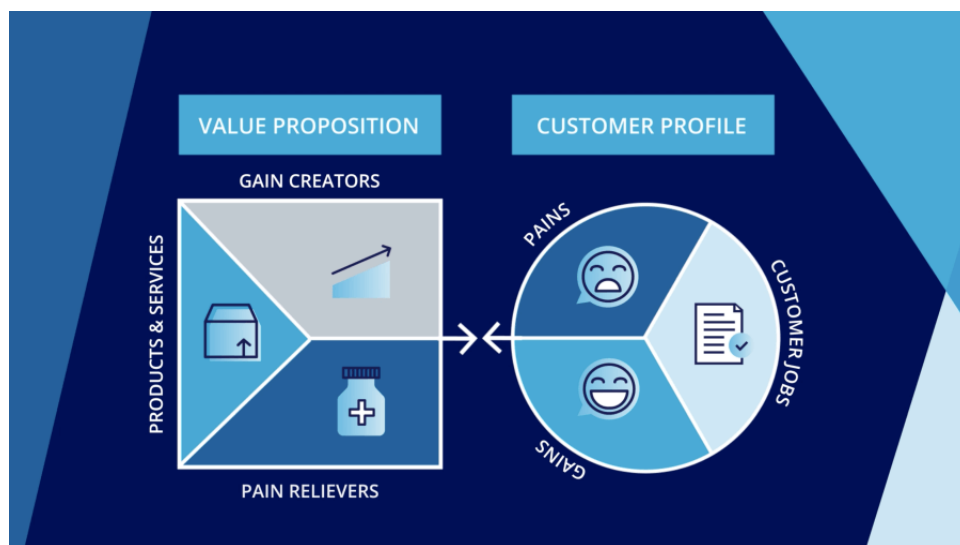 VALUE PROPOSITION
CUSTOMER PROFILE
GAIN CREATORS
PRODUCTS & SERVICES
PAIN RELIEVERS
PAINS
CUSTOMER JOBS
GAINS